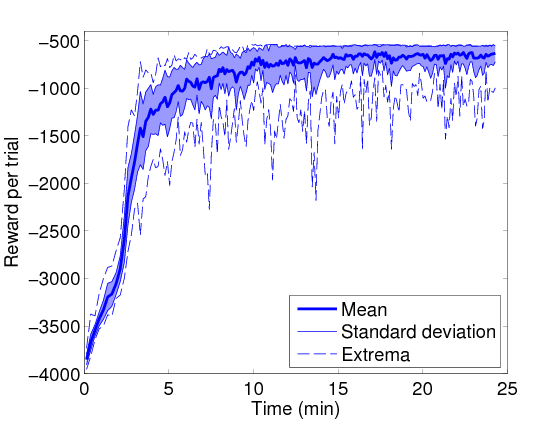 −500
−1000
−1500
−2000
−2500
−3000
−3500
−4000
Reward per trial
0 5 10 15 20 25
Time (min)
Mean
Standard deviation
Extrema